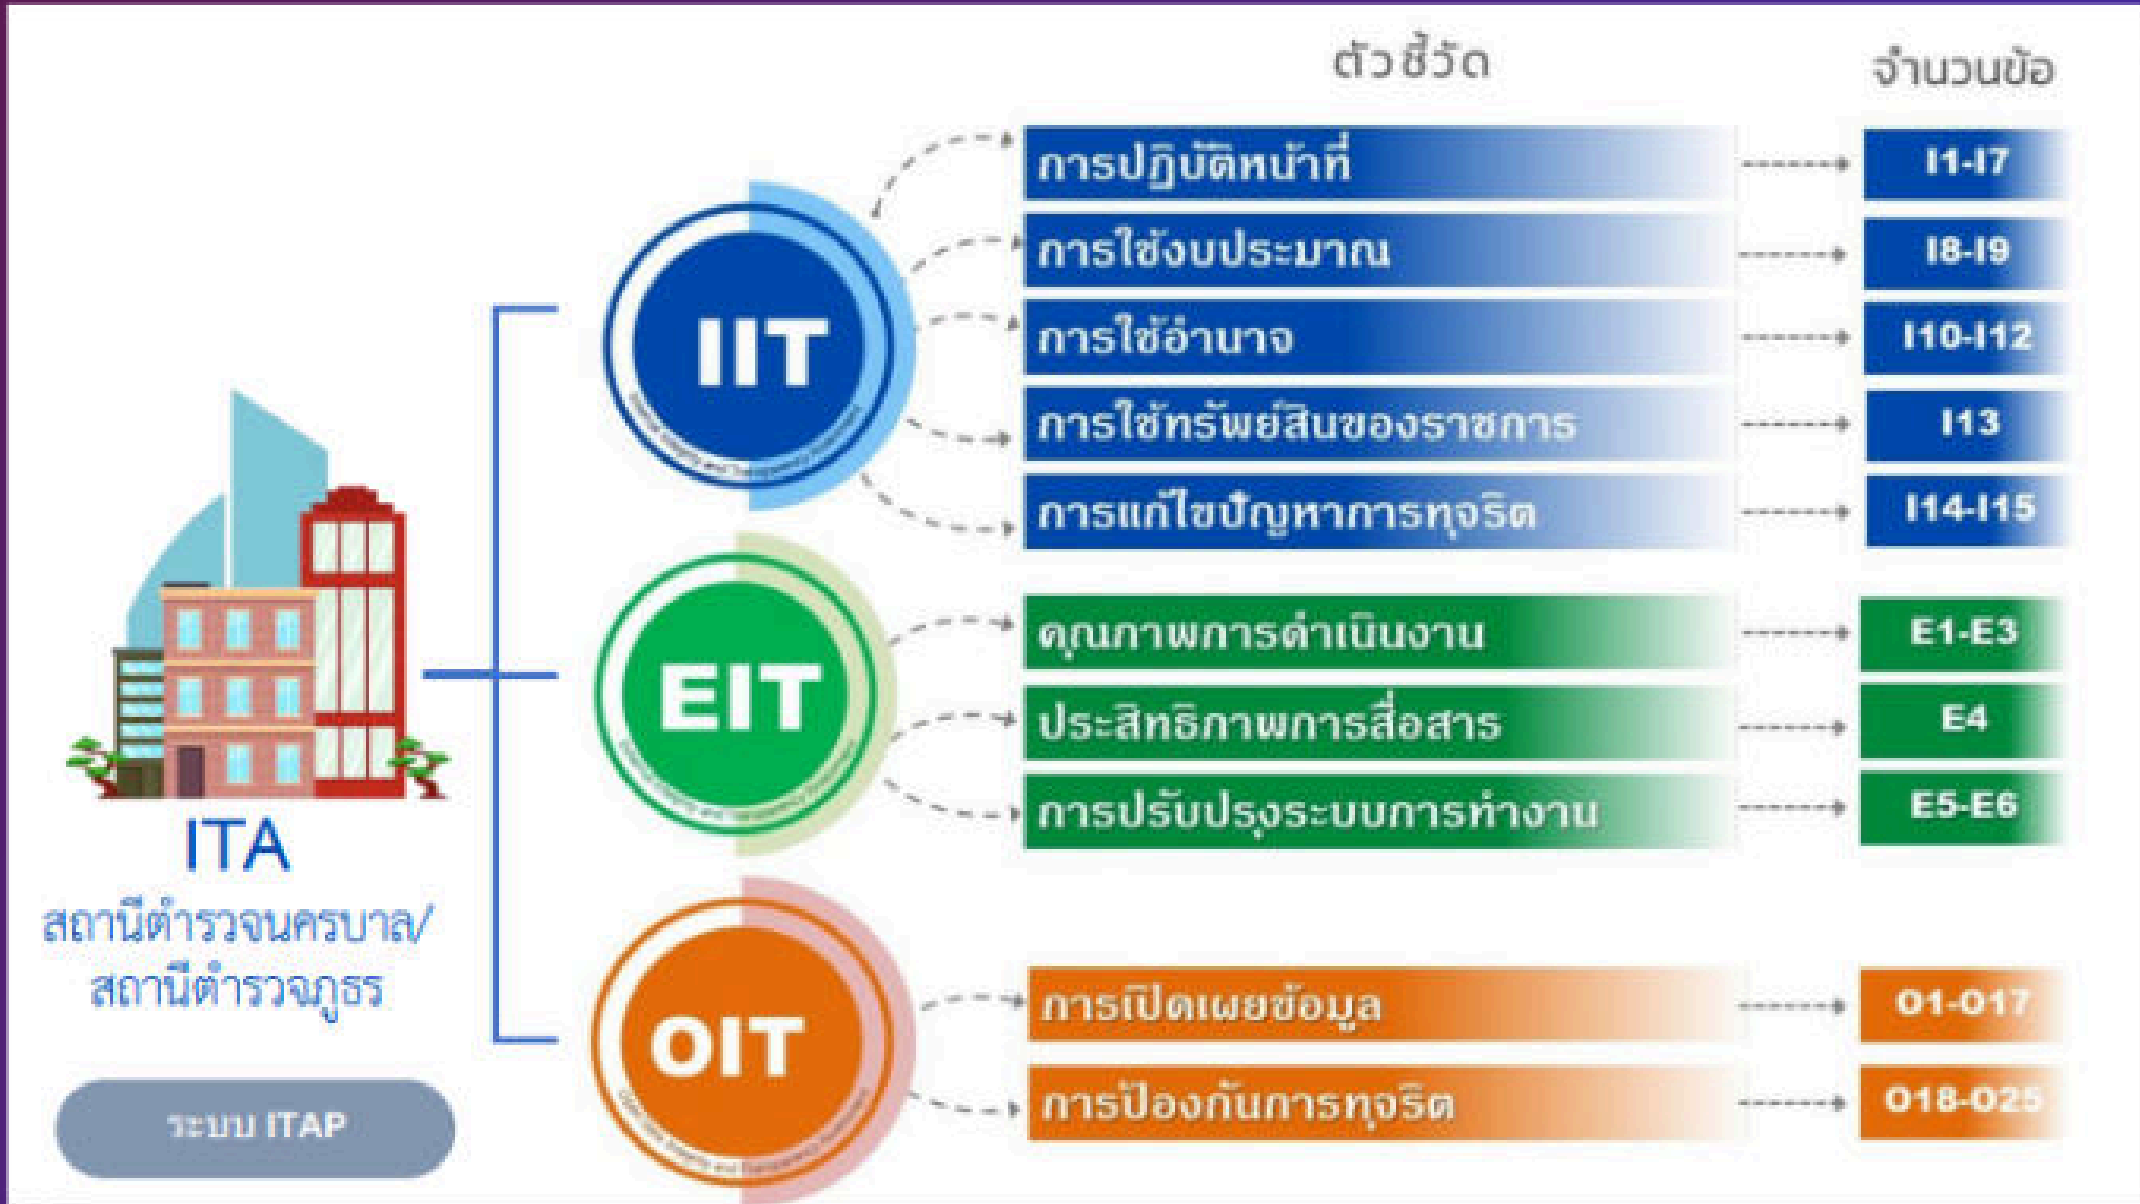 ตัวชี้วัด
จำนวนข้อ
IIT
การปฏิบัติหน้าที่
I1-I7
การใช้งบประมาณ
I8-I9
การใช้อำนาจ
I10-I12
การใช้ทรัพย์สินของราชการ
I13
การแก้ไขปัญหาการทุจริต
I14-I15
EIT
คุณภาพการดำเนินงาน
E1-E3
ประสิทธิภาพการสื่อสาร
E4
การปรับปรุงระบบการทำงาน
E5-E6
OIT
การเปิดเผยข้อมูล
O1-O17
การป้องกันการทุจริต
O18-O25
ITA
สถานีตำรวจนครบาล/
สถานีตำรวจภูธร
ระบบ ITAP